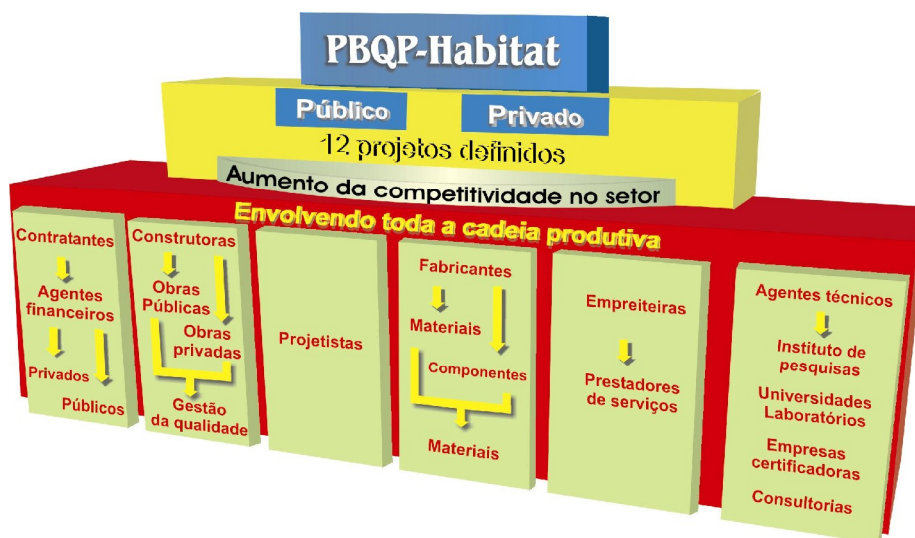 PBQP-Habitat
Público
Privado
12 projetos definidos
Aumento da competitividade no setor
Envolvendo toda a cadeia produtiva
Contratantes
Agentes
financeiros
Privados
Públicos
Construtoras
Obras
Públicas
Obras
privadas
Gestão
da qualidade
Projetistas
Fabricantes
Materiais
Componentes
Materiais
Empreiteiras
Prestadores
de serviços
Agentes técnicos
Instituto de
pesquisas
Universidades
Laboratórios
Empresas
certificadoras
Consultorias